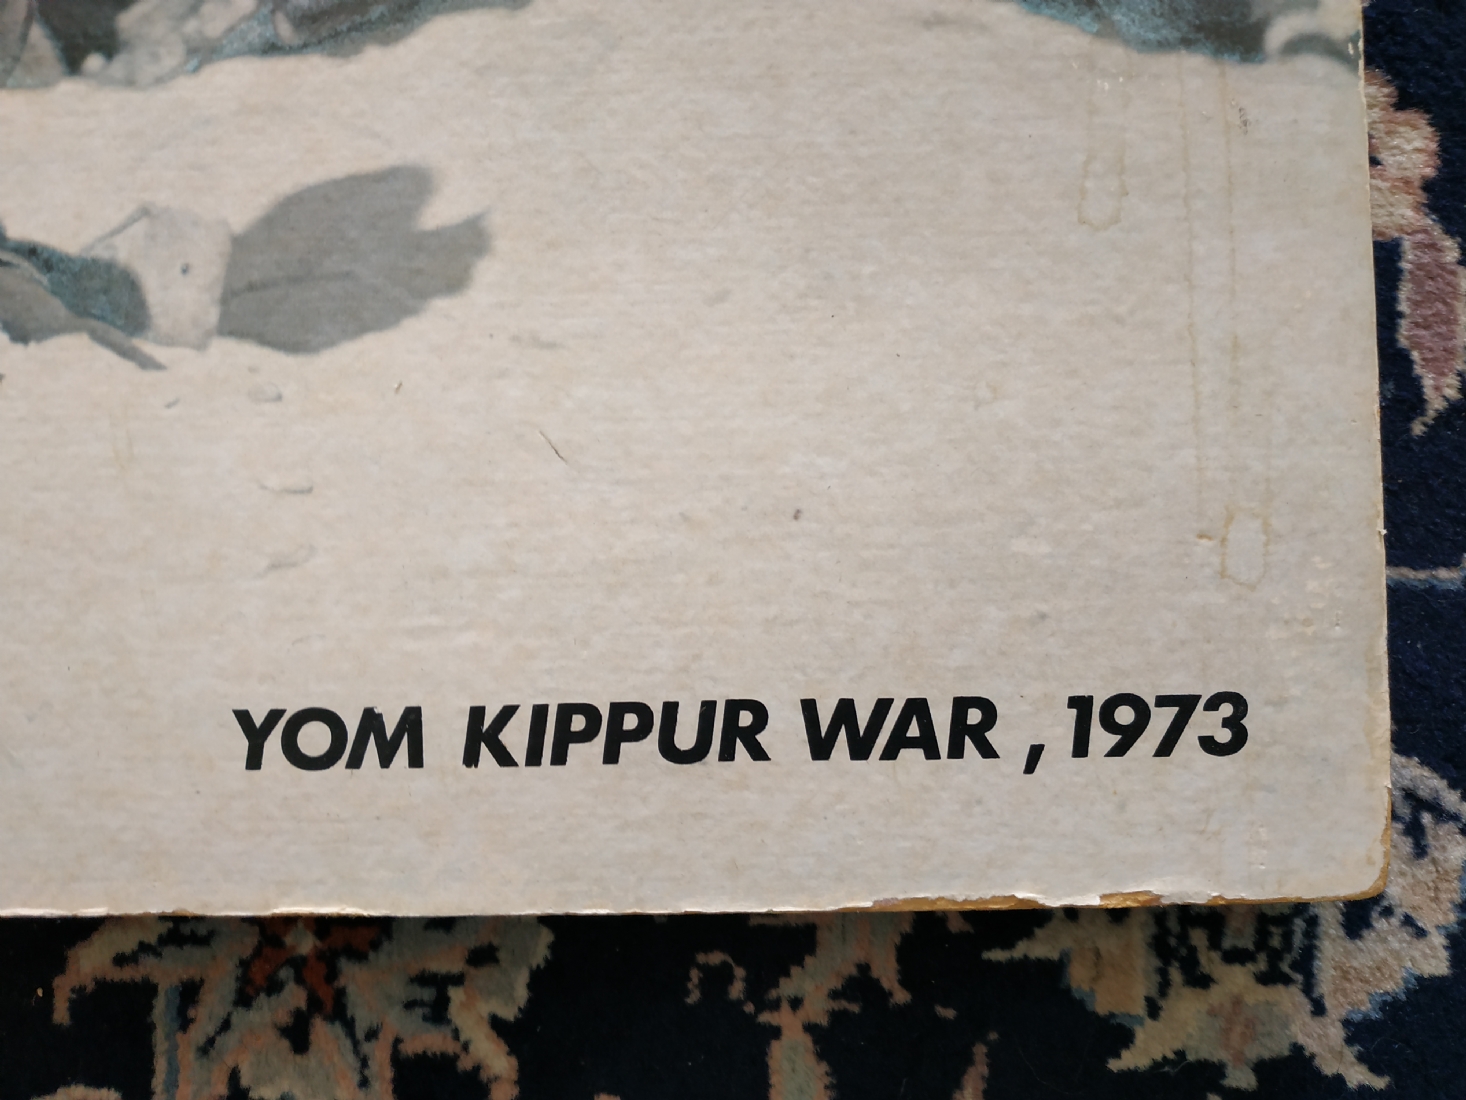 YOM KIPPUR WAR , 1973